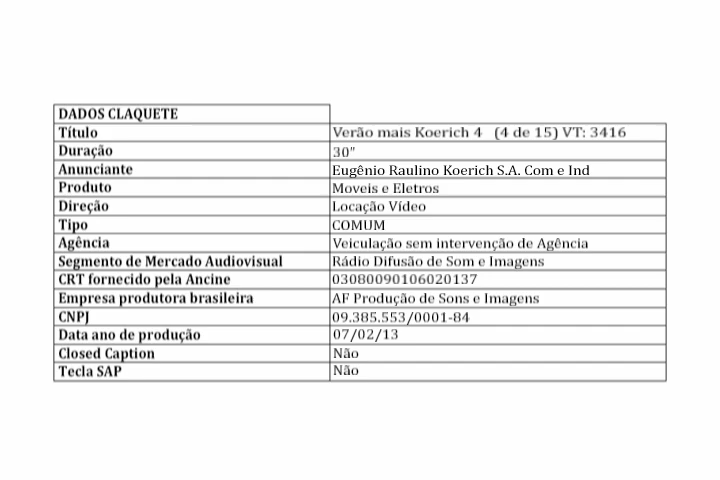 DADOS CLAQUETE
Título Verão mais Koerich 4 (4 de 15) VT: 3416
Duração 30"
Anunciante Eugênio Raulino Koerich S.A. Com e Ind
Produto Moveis e Eletros
Direção Locação Vídeo
Tipo COMUM
Agência Veiculação sem intervenção de Agência
Segmento de Mercado Audiovisual Rádio Difusão de Som e Imagens
CRT fornecido pela Ancine 03080090106020137
Empresa produtora brasileira AF Produção de Sons e Imagens
CNPJ 09.385.553/0001-84
Data ano de produção 07/02/13
Closed Caption Não
Tecla SAP Não